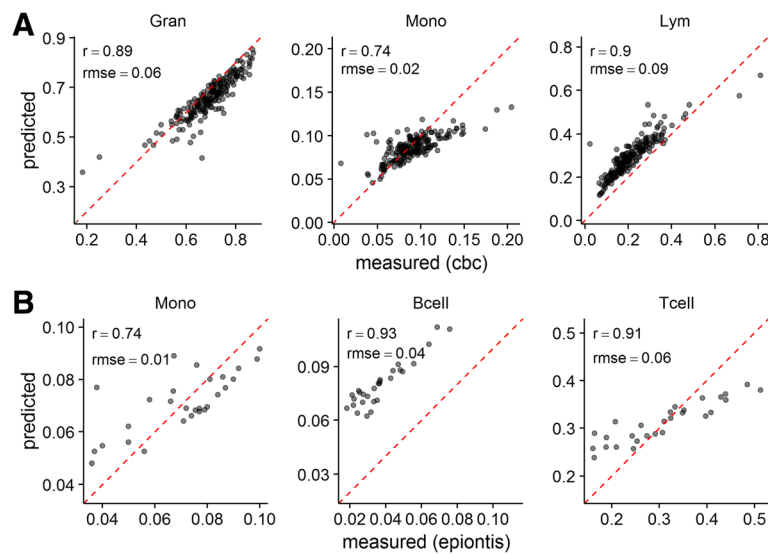 A
Gran
Mono
Lym
0.9
0.7
0.5
0.3
r = 0.89
rmse = 0.06
0.2
0.4
0.6
0.8
predicted
0.20
0.15
0.10
0.05
0.00
r = 0.74
rmse = 0.02
0.00
0.05
0.10
0.15
0.20
0.8
0.6
0.4
0.2
0.0
r = 0.9
rmse = 0.09
0.0
0.2
0.4
0.6
0.8
measured (cbc)
B
Mono
Bcell
Tcell
0.10
0.08
0.06
0.04
r = 0.74
rmse = 0.01
0.04
0.06
0.08
0.10
predicted
0.09
0.06
0.03
r = 0.93
rmse = 0.04
0.02
0.04
0.06
0.08
0.10
0.5
0.4
0.3
0.2
r = 0.91
rmse = 0.06
0.2
0.3
0.4
0.5
measured (epiontis)